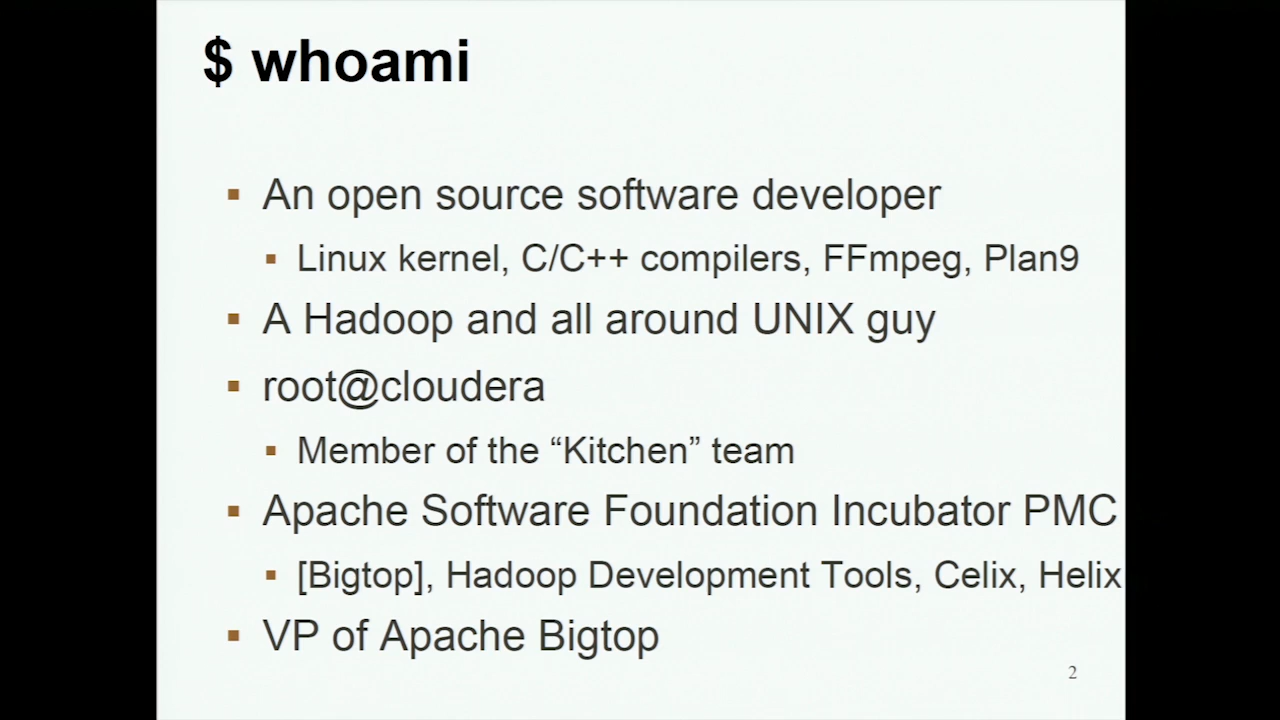 $ whoami
An open source software developer
Linux kernel, C/C++ compilers, FFmpeg, Plan9
A Hadoop and all around UNIX guy
root@cloudera
Member of the “Kitchen” team
Apache Software Foundation Incubator PMC
[Bigtop], Hadoop Development Tools, Celix, Helix
VP of Apache Bigtop
2